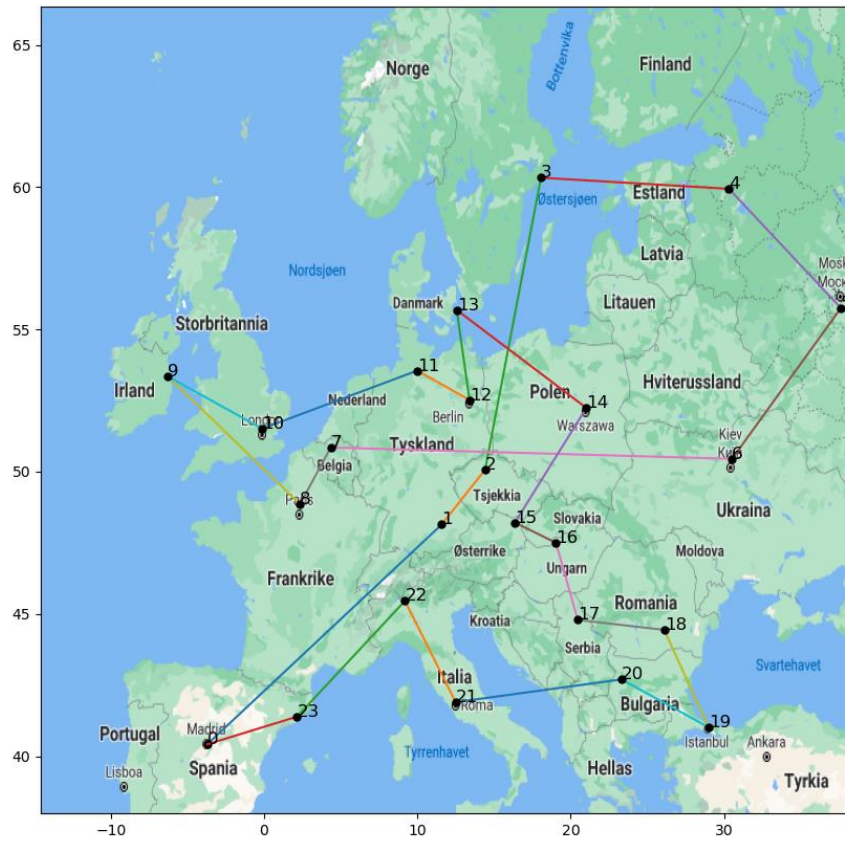 65
60
55
50
45
40
−10
0
10
20
30
Norge
Bottenvika
Finland
3
4
Østersjøen
Estland
Nordsjøen
Latvia
Danmark
13
Litauen
Storbritannia
9
Irland
11
12
Polen
Hviterussland
10
Nederland
Berlin
14
Warszawa
7
Tyskland
Belgia
2
Kiev
6
8
Tsjekkia
Ukraina
1
15
16
Slovakia
Østerrike
Ungarn
Moldova
Frankrike
22
Kroatia
17
Romania
18
Serbia
Italia
21
Roma
20
Bulgaria
Svartehavet
Portugal
Madrid
0
23
Spania
Lisboa
Tyrrenhavet
19
Istanbul
Ankara
Hellas
Tyrkia